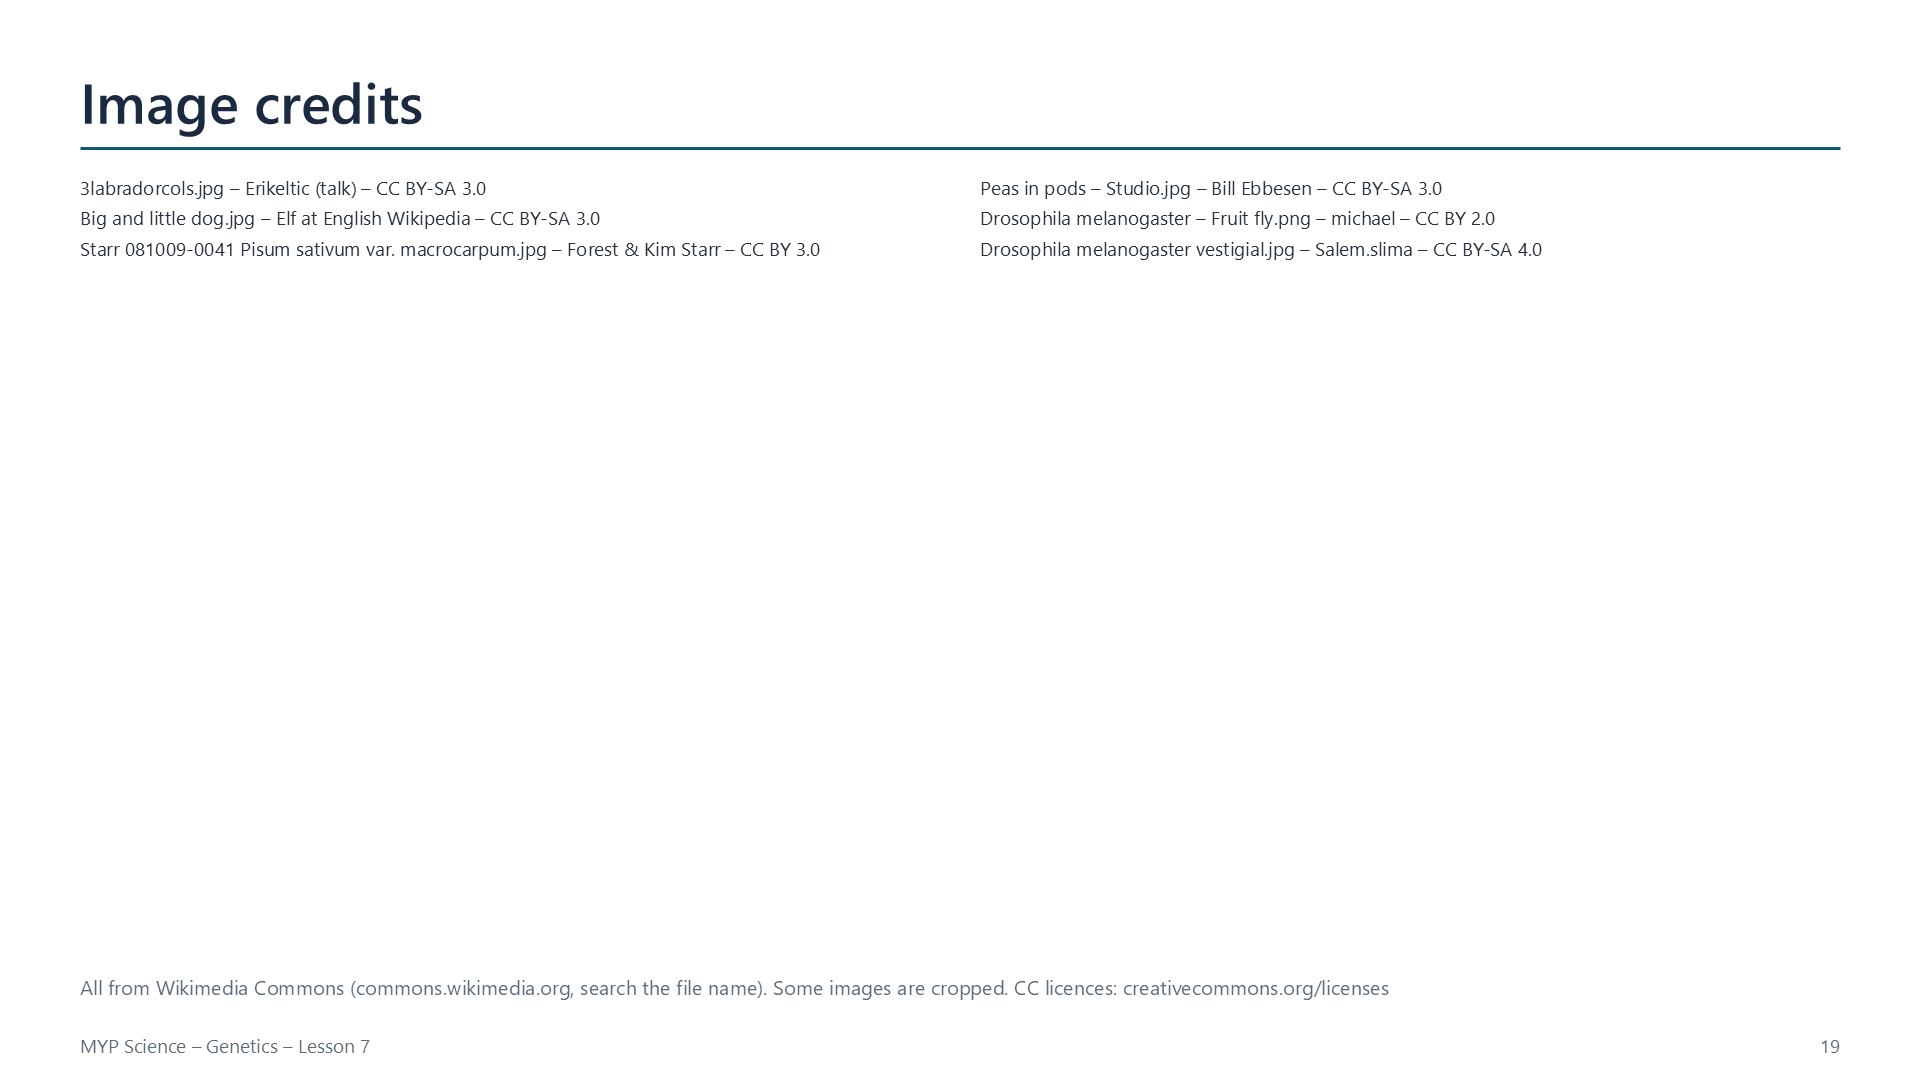 Image credits
3labradorcols.jpg – Erikeltic (talk) – CC BY-SA 3.0
Big and little dog.jpg – Elf at English Wikipedia – CC BY-SA 3.0
Starr 081009-0041 Pisum sativum var. macrocarpum.jpg – Forest & Kim Starr – CC BY 3.0
Peas in pods – Studio.jpg – Bill Ebbesen – CC BY-SA 3.0
Drosophila melanogaster – Fruit fly.png – michael – CC BY 2.0
Drosophila melanogaster vestigial.jpg – Salem.slima – CC BY-SA 4.0
All from Wikimedia Commons (commons.wikimedia.org, search the file name). Some images are cropped. CC licences: creativecommons.org/licenses
MYP Science – Genetics – Lesson 7
19